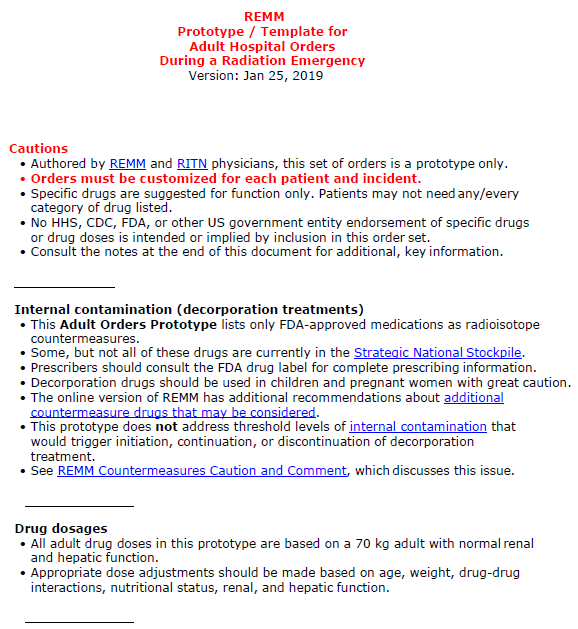 REMM
Prototype / Template for
Adult Hospital Orders
During a Radiation Emergency
Version: Jan 25, 2019
Cautions
• Authored by REMM and RITN physicians, this set of orders is a prototype only.
• Orders must be customized for each patient and incident.
• Specific drugs are suggested for function only. Patients may not need any/every
category of drug listed.
• No HHS, CDC, FDA, or other US government entity endorsement of specific drugs
or drug doses is intended or implied by inclusion in this order set.
• Consult the notes at the end of this document for additional, key information.
Internal contamination (decorporation treatments)
• This Adult Orders Prototype lists only FDA-approved medications as radioisotope
countermeasures.
• Some, but not all of these drugs are currently in the Strategic National Stockpile.
• Prescribers should consult the FDA drug label for complete prescribing information.
• Decorporation drugs should be used in children and pregnant women with great caution.
• The online version of REMM has additional recommendations about additional
countermeasure drugs that may be considered.
• This prototype does not address threshold levels of internal contamination that
would trigger initiation, continuation, or discontinuation of decorporation
treatment.
• See REMM Countermeasures Caution and Comment, which discusses this issue.
Drug dosages
• All adult drug doses in this prototype are based on a 70 kg adult with normal renal
and hepatic function.
• Appropriate dose adjustments should be made based on age, weight, drug-drug
interactions, nutritional status, renal, and hepatic function.